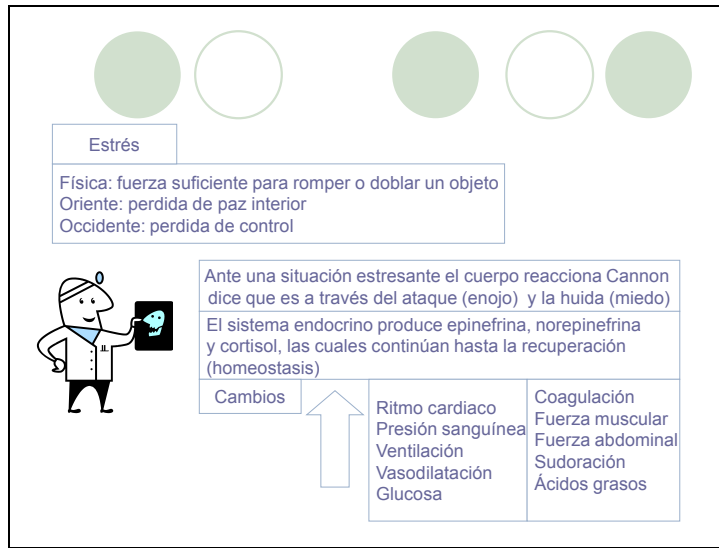 Estrés
Física: fuerza suficiente para romper o doblar un objeto
Oriente: perdida de paz interior
Occidente: perdida de control
Ante una situación estresante el cuerpo reacciona Cannon
dice que es a través del ataque (enojo) y la huida (miedo)
El sistema endocrino produce epinefrina, norepinefrina
y cortisol, las cuales continúan hasta la recuperación
(homeostasis)
Cambios
Ritmo cardiaco
Presión sanguínea
Ventilación
Vasodilatación
Glucosa
Coagulación
Fuerza muscular
Fuerza abdominal
Sudoración
Ácidos grasos